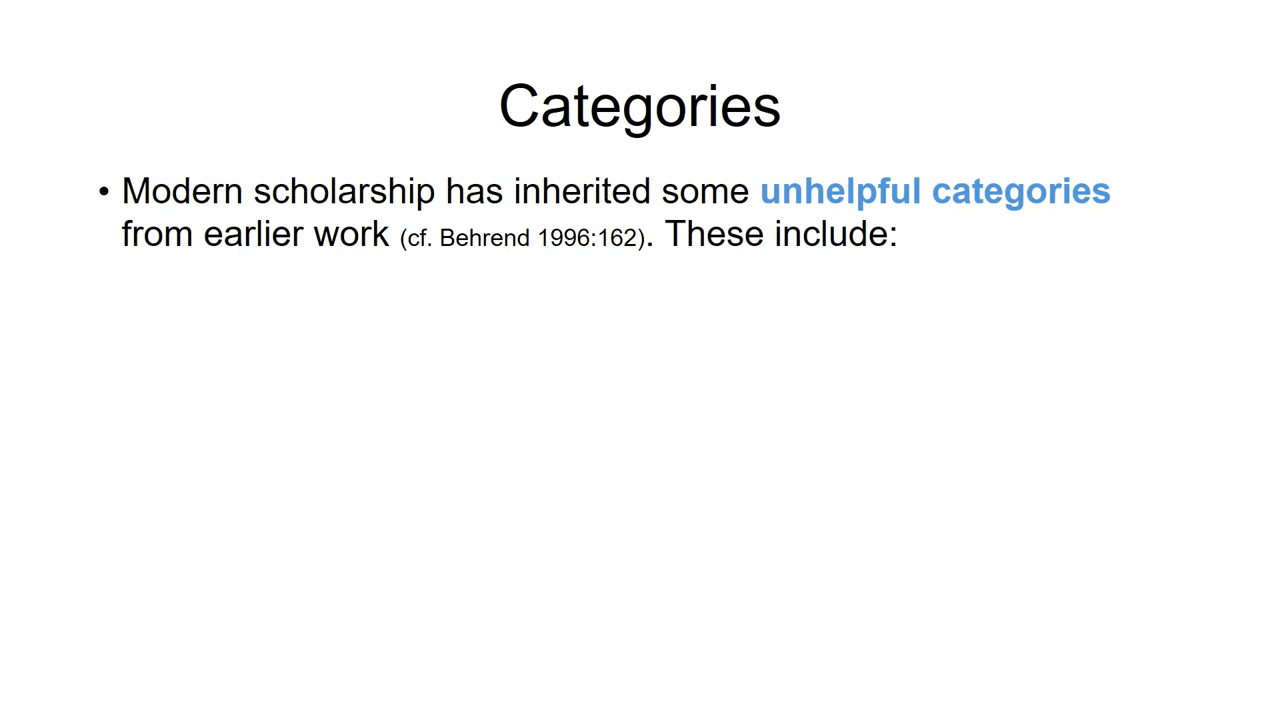 Categories
• Modern scholarship has inherited some unhelpful categories
from earlier work (cf. Behrend 1996:162). These include: